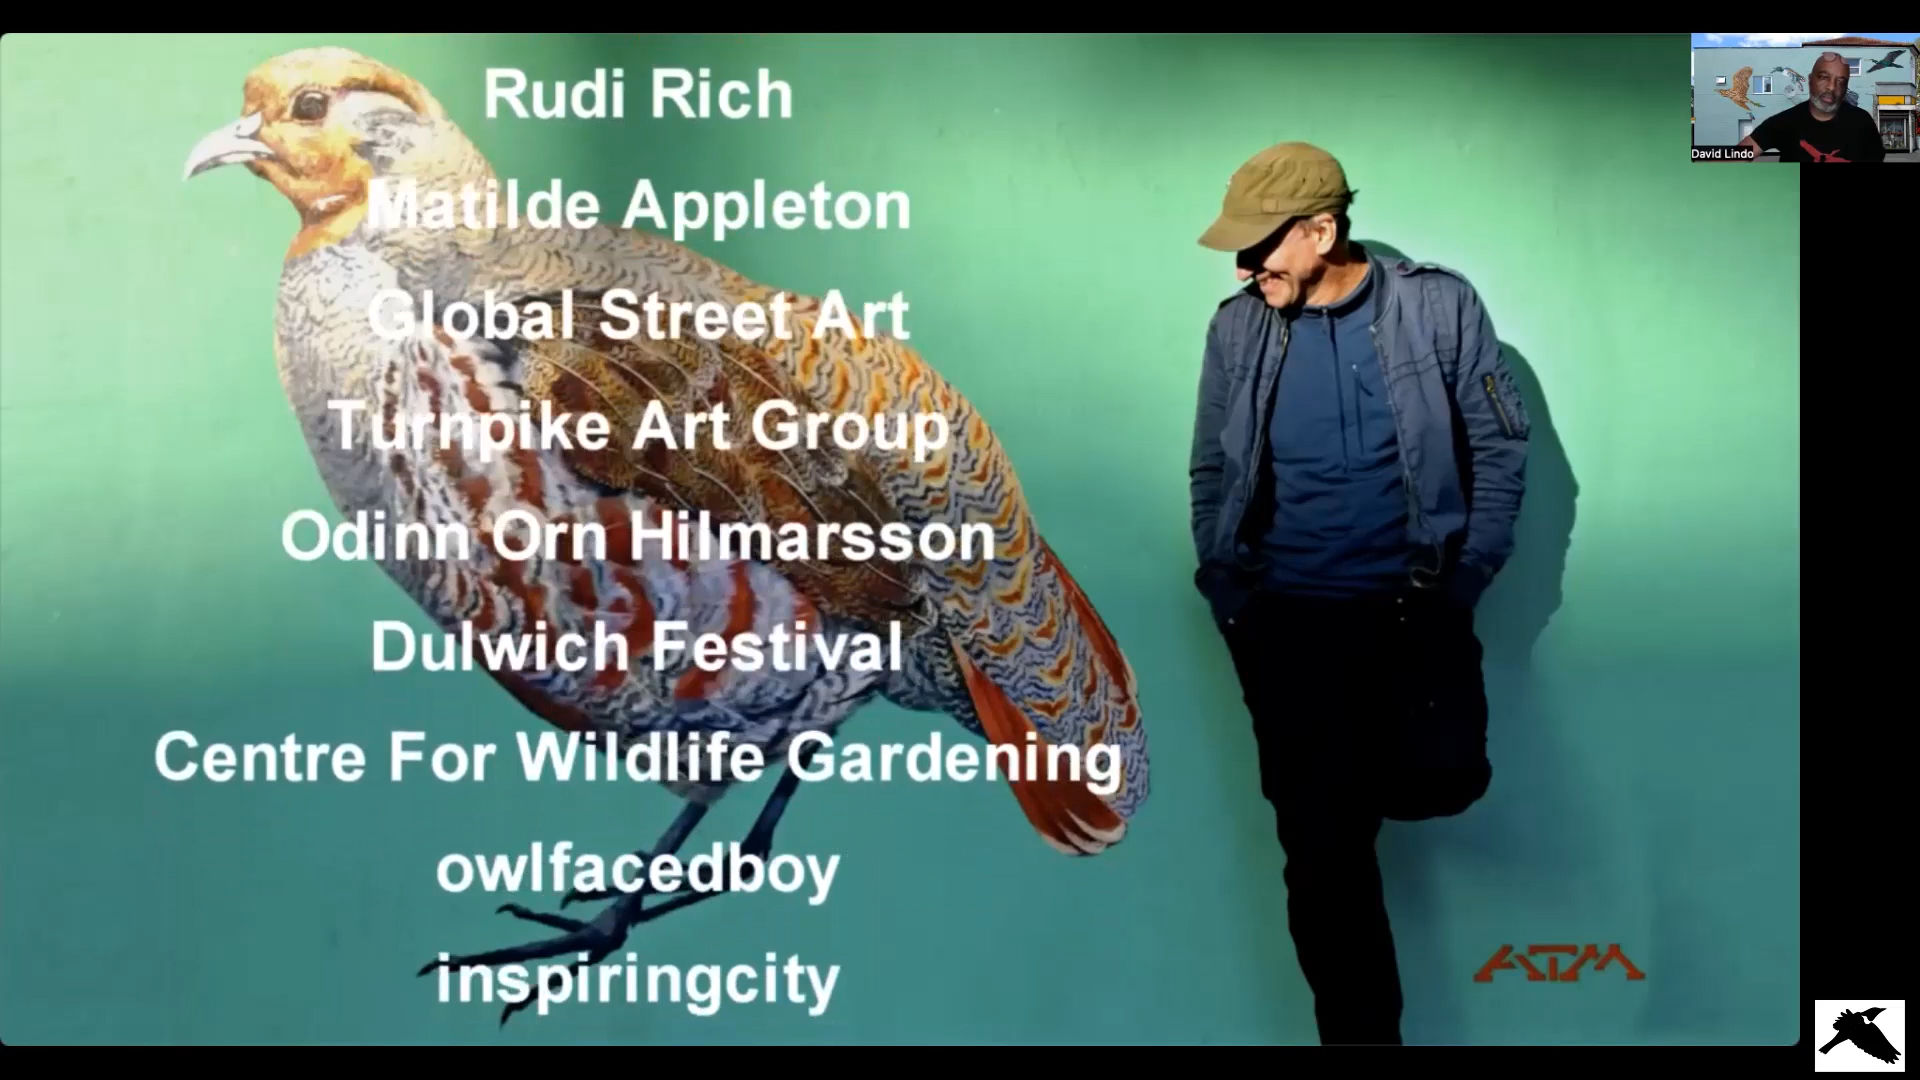 Rudi Rich
Matilde Appleton
Global Street Art
Turnpike Art Group
Odinn Orn Hilmarsson
Dulwich Festival
Centre For Wildlife Gardening
owlfacedboy
inspiringcity
ATM
David Lindo